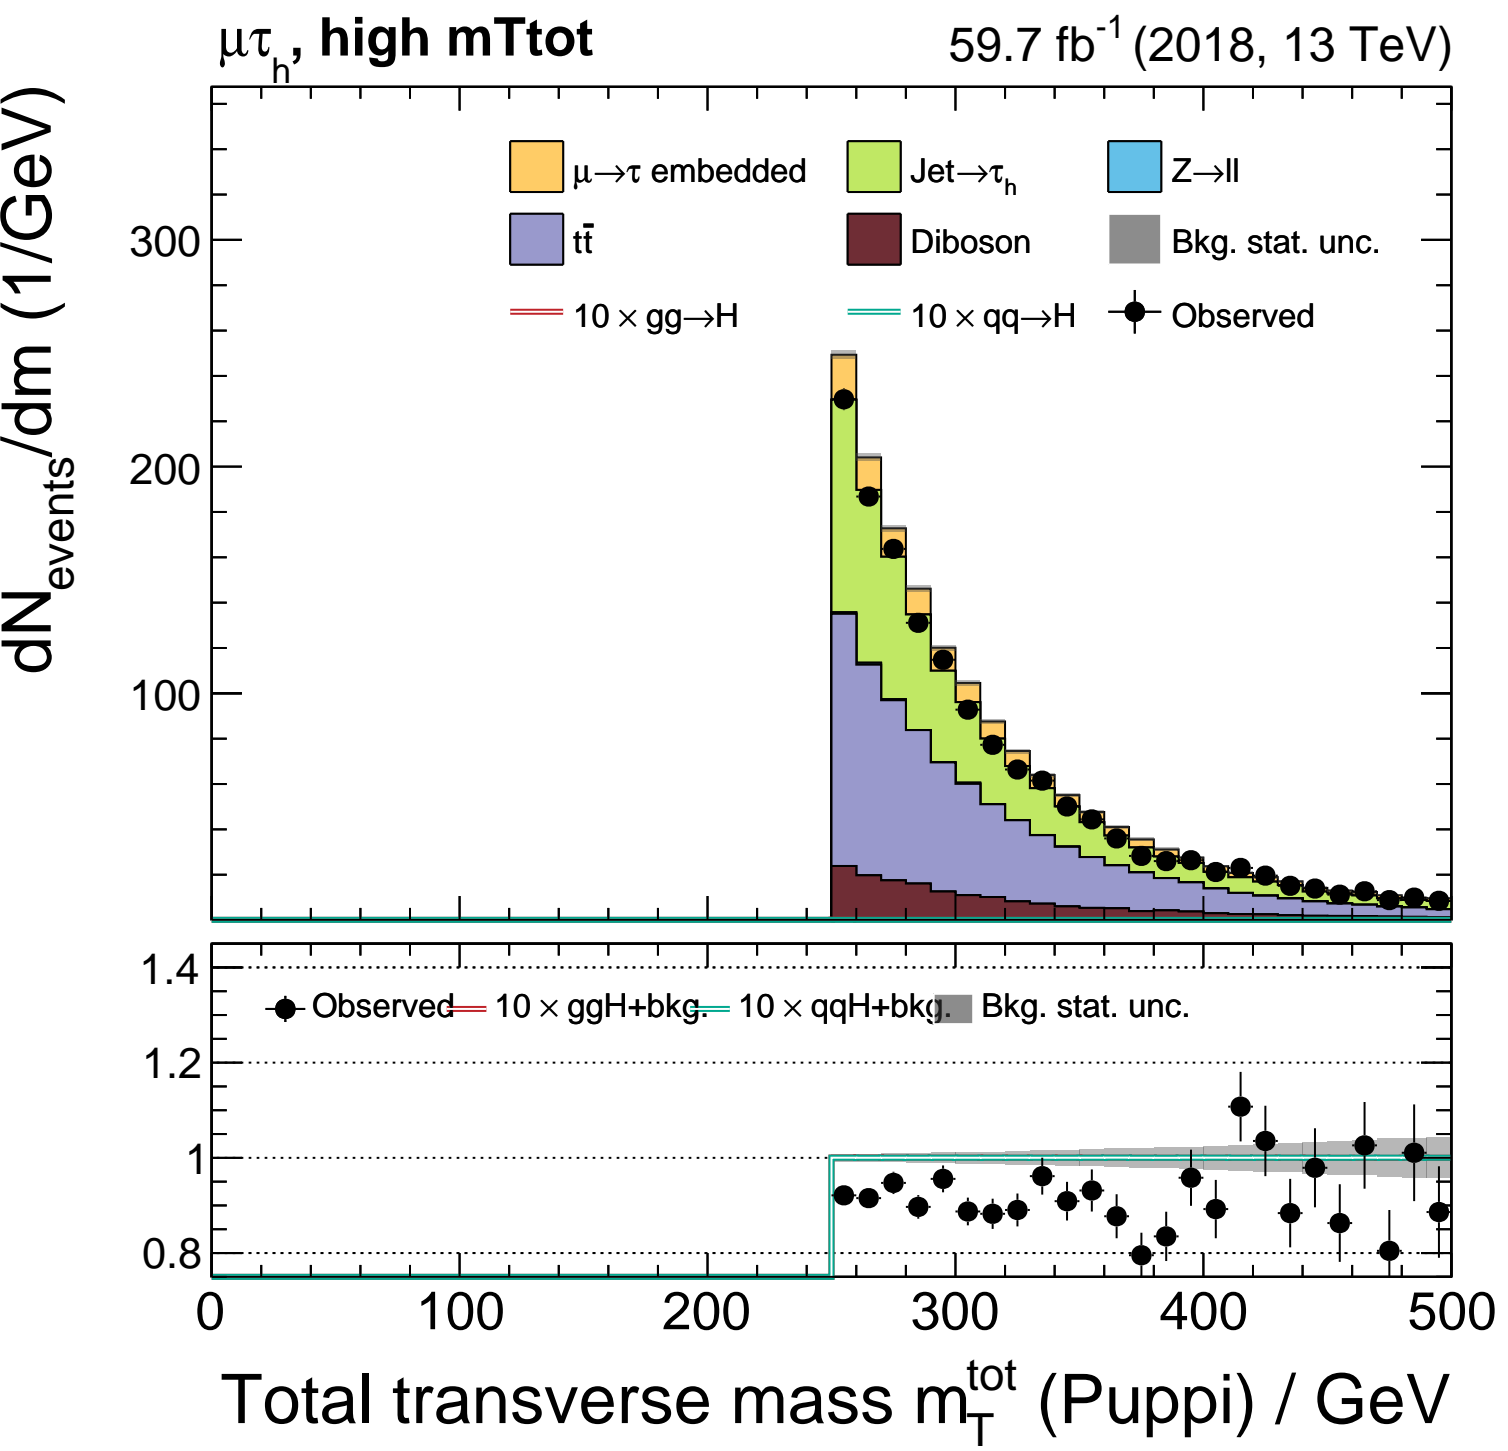 μτh, high mTtot 59.7 fb-1 (2018, 13 TeV)
dNevents/dm (1/GeV)
μ→τ embedded Jet→τh Z→ll
tt̄ Diboson Bkg. stat. unc.
10 × gg→H 10 × qq→H Observed
300
200
100
1.4
Observed 10 × ggH+bkg. 10 × qqH+bkg. Bkg. stat. unc.
1.2
1
0.8
0 100 200 300 400 500
Total transverse mass mTtot (Puppi) / GeV